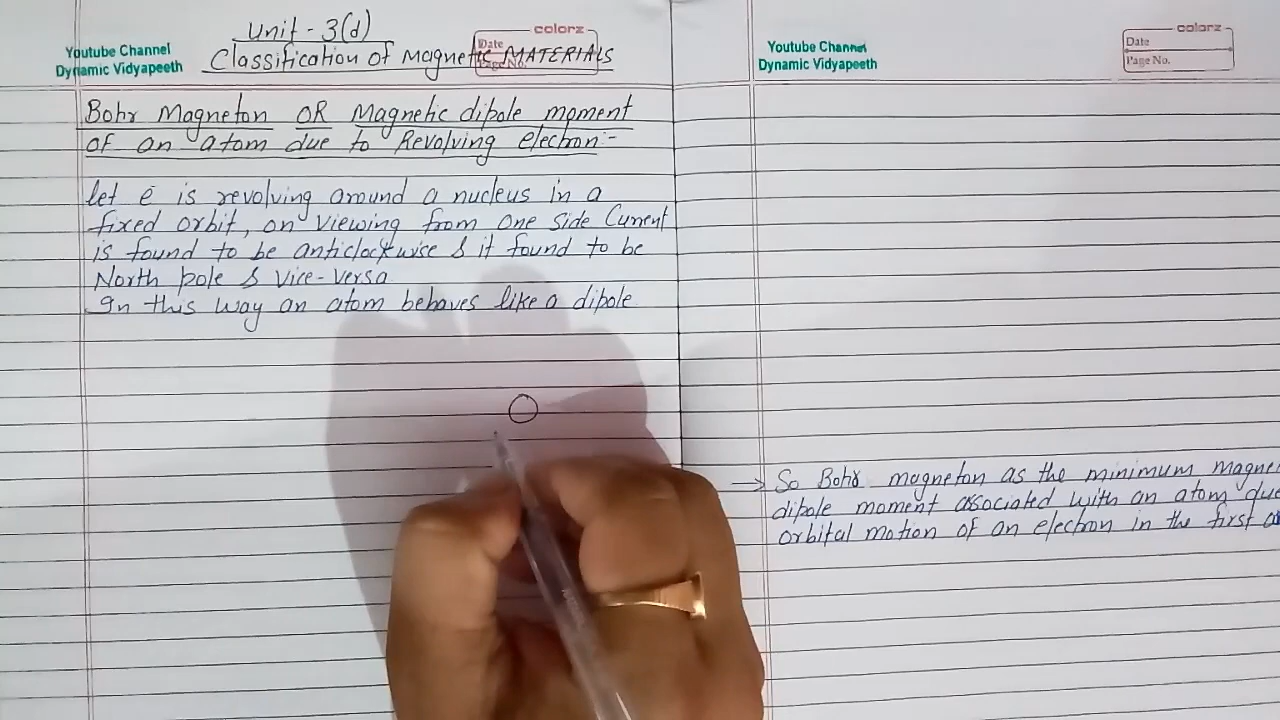 Unit - 3(d)
Classification of Magnetic MATERIALS
Youtube Channel
Dynamic Vidyapeeth
colorz
Date
Page No.
Bohr Magneton OR Magnetic dipole moment
of an atom due to Revolving electron:-
let e̅ is revolving around a nucleus in a
fixed orbit, on viewing from one side Current
is found to be anticlockwise & it found to be
North pole & Vice-Versa
In this way an atom behaves like a dipole
Youtube Channel
Dynamic Vidyapeeth
colorz
Date
Page No.
→ So Bohr magneton as the minimum magne
dipole moment associated with an atom due
orbital motion of an electron in the first